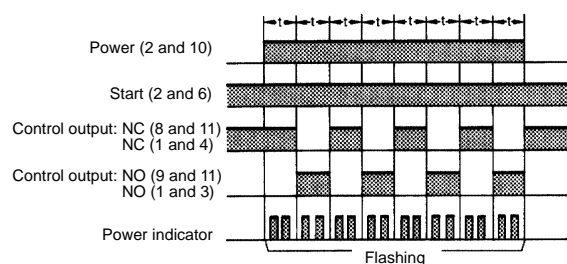 t t t t t t t t
Power (2 and 10)
Start (2 and 6)
Control output: NC (8 and 11)
NC (1 and 4)
Control output: NO (9 and 11)
NO (1 and 3)
Power indicator
Flashing